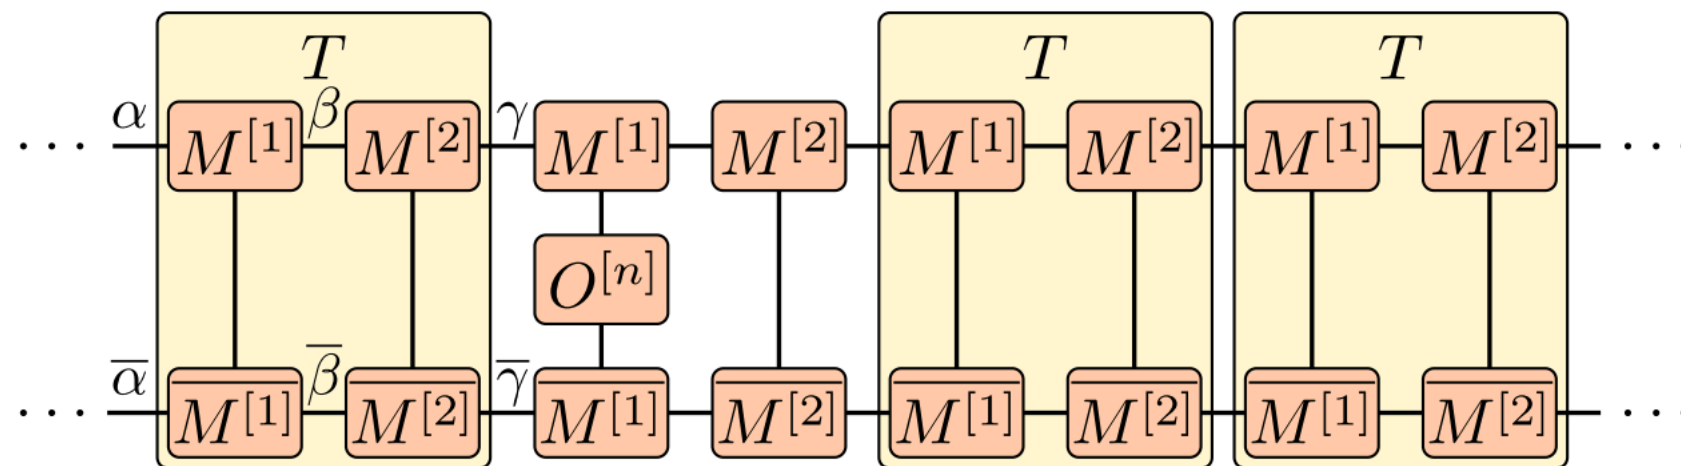 T T T
α β γ
··· M^[1] M^[2] M^[1] M^[2] M^[1] M^[2] M^[1] M^[2] ···
O^[n]
α̅ β̅ γ̅
··· M̅^[1] M̅^[2] M̅^[1] M̅^[2] M̅^[1] M̅^[2] M̅^[1] M̅^[2] ···